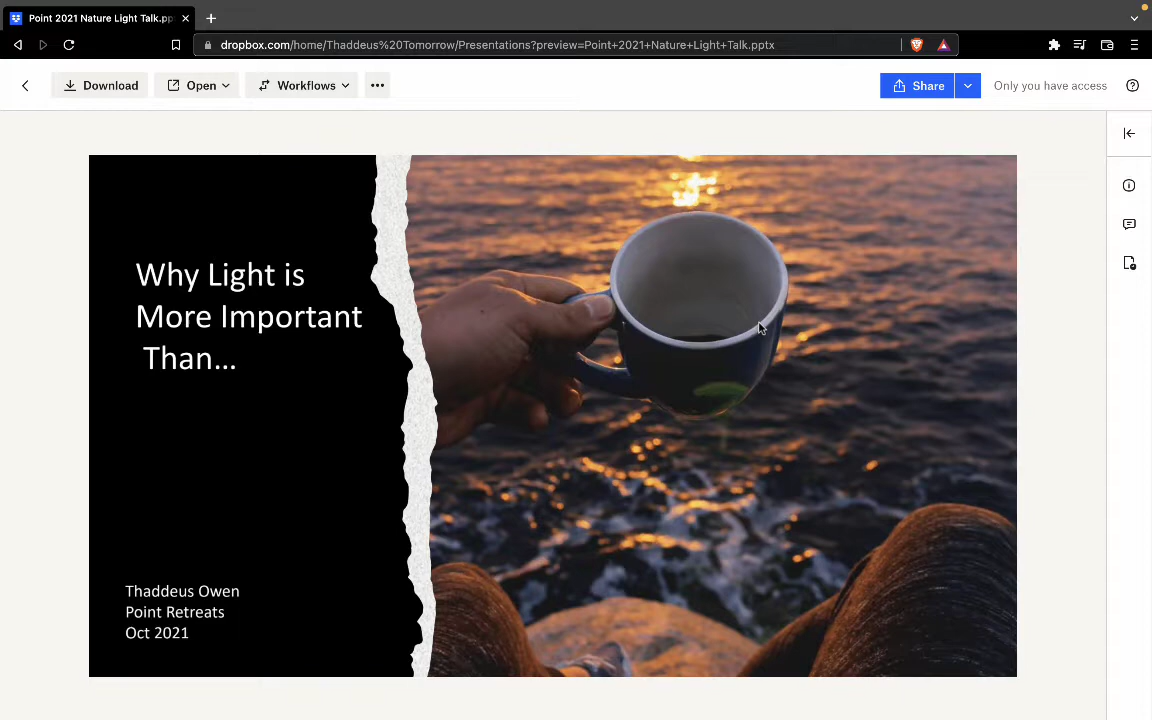 Point 2021 Nature Light Talk.pp
dropbox.com/home/Thaddeus%20Tomorrow/Presentations?preview=Point+2021+Nature+Light+Talk.pptx
Download
Open
Workflows
Share
Only you have access
Why Light is
More Important
Than...
Thaddeus Owen
Point Retreats
Oct 2021